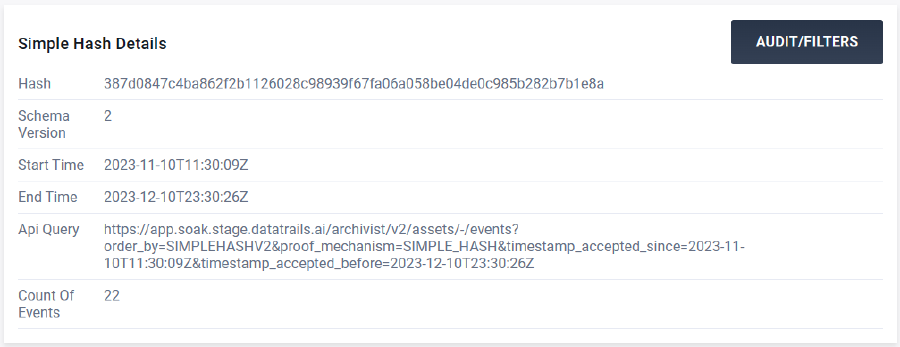 Simple Hash Details
AUDIT/FILTERS
Hash 387d0847c4ba862f2b1126028c98939f67fa06a058be04de0c985b282b7b1e8a
Schema
Version 2
Start Time 2023-11-10T11:30:09Z
End Time 2023-12-10T23:30:26Z
Api Query https://app.soak.stage.datatrails.ai/archivist/v2/assets/-/events?
order_by=SIMPLEHASHV2&proof_mechanism=SIMPLE_HASH&timestamp_accepted_since=2023-11-
10T11:30:09Z&timestamp_accepted_before=2023-12-10T23:30:26Z
Count Of
Events 22